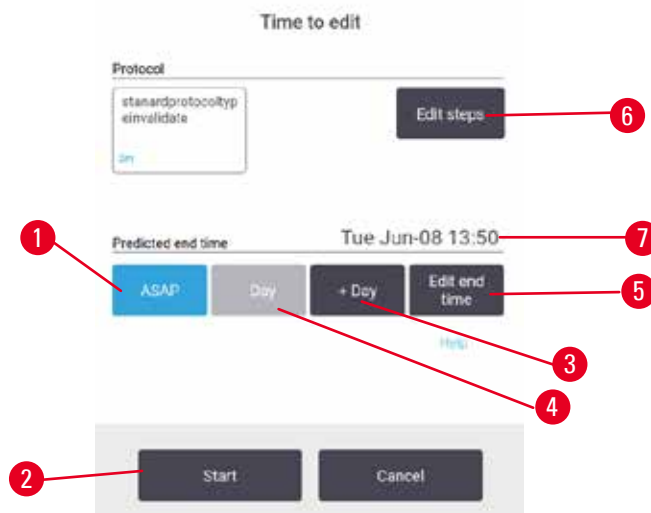 Time to edit
Protocol
stanardprotocoltyp
einvalidate
Edit steps
6
1
Predicted end time
Tue Jun-08 13:50
7
ASAP
Day
+ Day
Edit end
time
5
Help
3
4
2
Start
Cancel